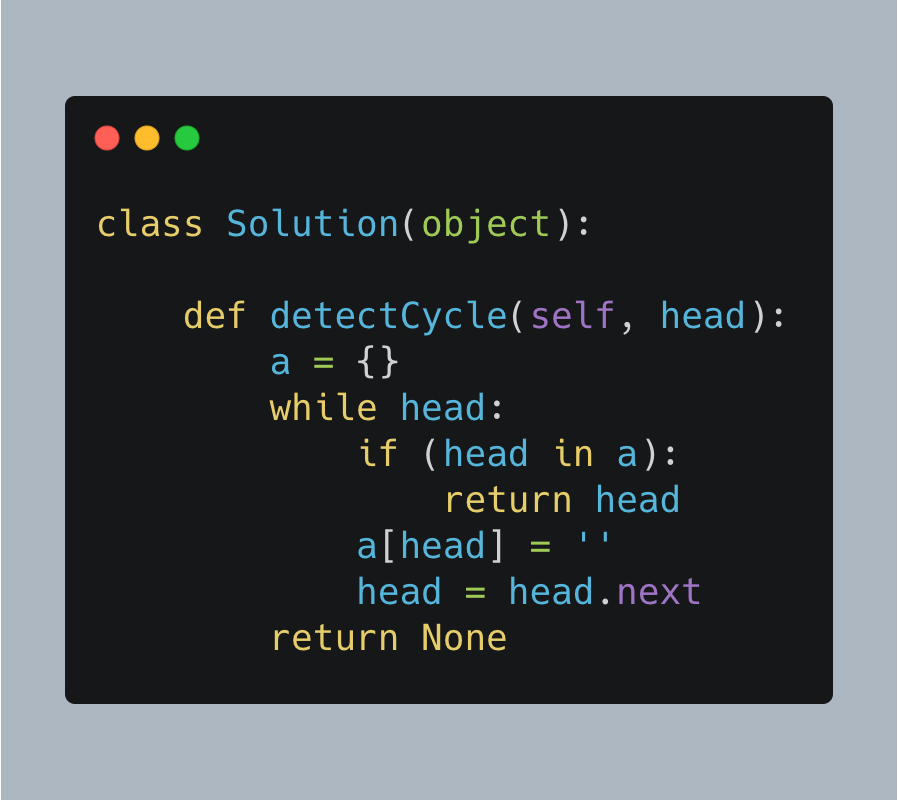 class Solution(object):
    def detectCycle(self, head):
        a = {}
        while head:
            if (head in a):
                return head
            a[head] = ''
            head = head.next
        return None